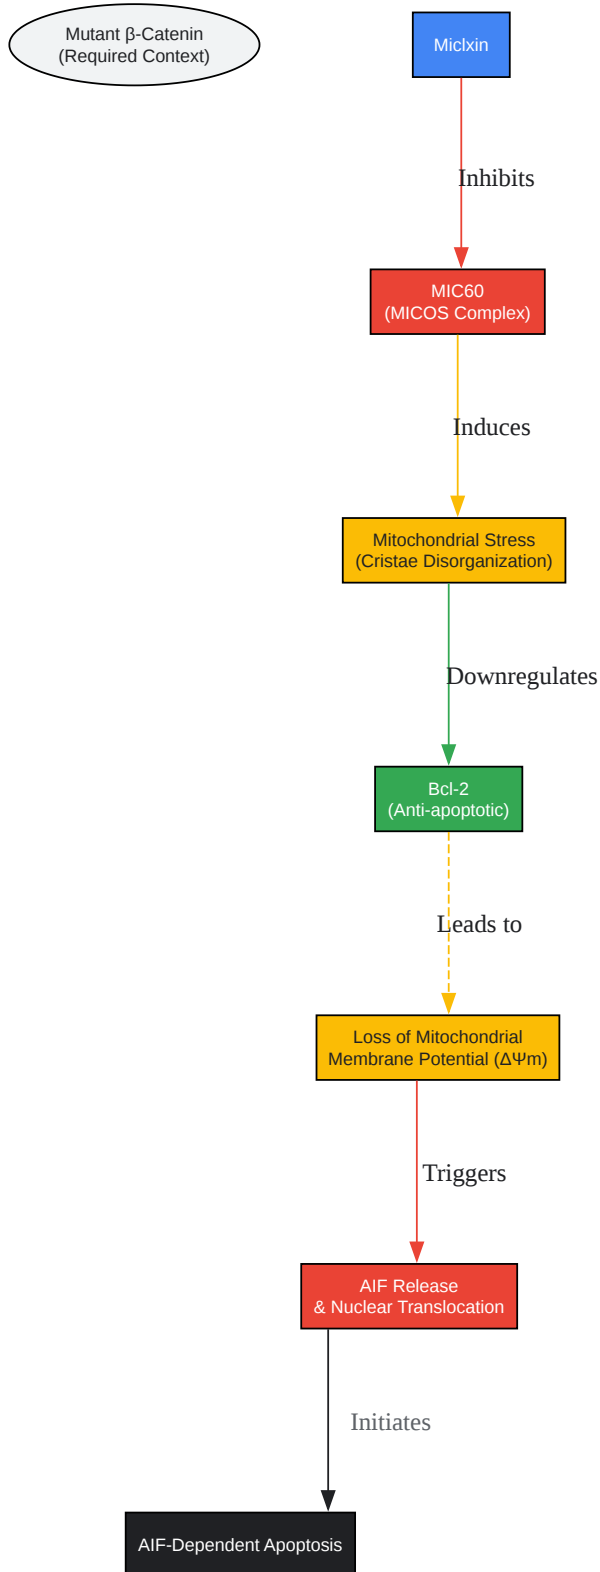 Mutant β-Catenin
(Required Context)
Miclxin
Inhibits
MIC60
(MICOS Complex)
Induces
Mitochondrial Stress
(Cristae Disorganization)
Downregulates
Bcl-2
(Anti-apoptotic)
Leads to
Loss of Mitochondrial
Membrane Potential (ΔΨm)
Triggers
AIF Release
& Nuclear Translocation
Initiates
AIF-Dependent Apoptosis